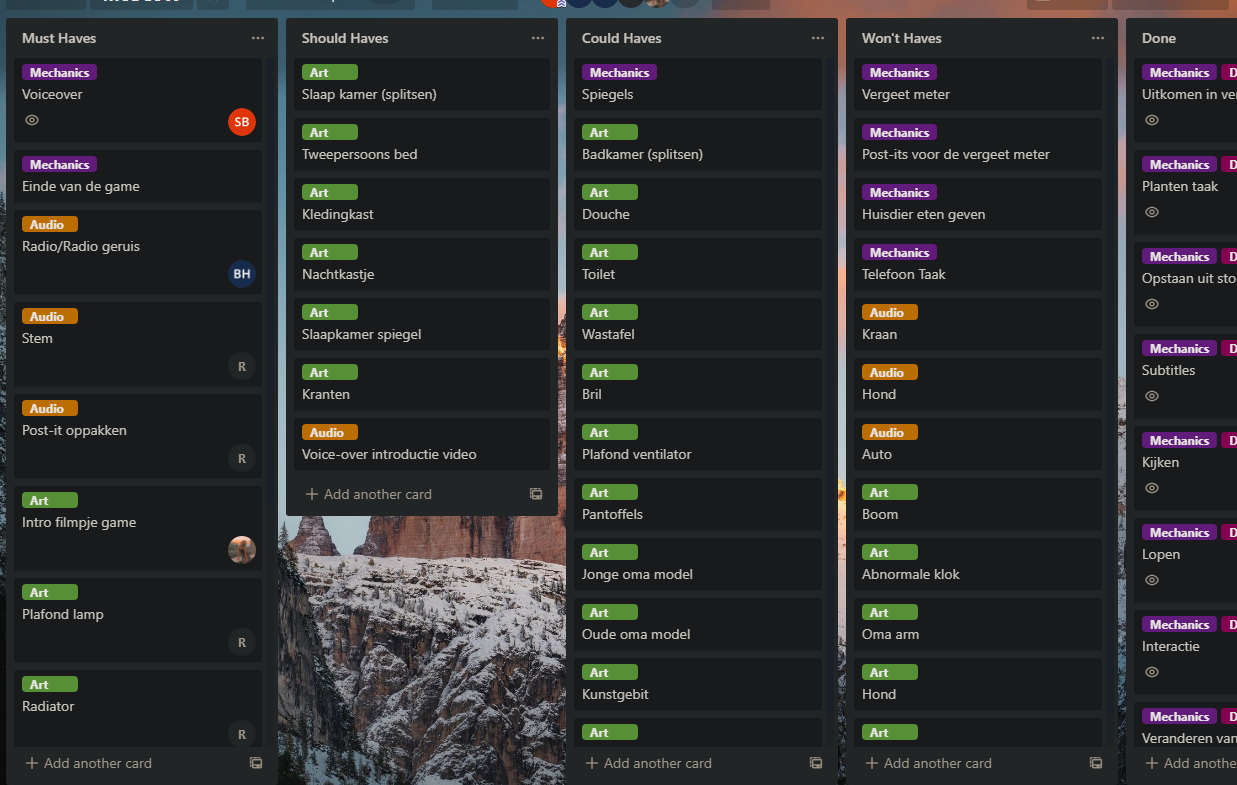 Must Haves
Mechanics
Voiceover
SB
Mechanics
Einde van de game
Audio
Radio/Radio geruis
BH
Audio
Stem
R
Audio
Post-it oppakken
R
Art
Intro filmpje game
Art
Plafond lamp
R
Art
Radiator
R
+ Add another card
Should Haves
Art
Slaap kamer (splitsen)
Art
Tweepersoons bed
Art
Kledingkast
Art
Nachtkastje
Art
Slaapkamer spiegel
Art
Kranten
Audio
Voice-over introductie video
+ Add another card
Could Haves
Mechanics
Spiegels
Art
Badkamer (splitsen)
Art
Douche
Art
Toilet
Art
Wastafel
Art
Bril
Art
Plafond ventilator
Art
Pantoffels
Art
Jonge oma model
Art
Oude oma model
Art
Kunstgebit
Art
+ Add another card
Won't Haves
Mechanics
Vergeet meter
Mechanics
Post-its voor de vergeet meter
Mechanics
Huisdier eten geven
Mechanics
Telefoon Taak
Audio
Kraan
Audio
Hond
Audio
Auto
Art
Boom
Art
Abnormale klok
Art
Oma arm
Art
Hond
Art
+ Add another card
Done
Mechanics
Uitkomen in
Mechanics
Planten taak
Mechanics
Opstaan uit
Mechanics
Subtitles
Mechanics
Kijken
Mechanics
Lopen
Mechanics
Interactie
Mechanics
Veranderen van
+ Add